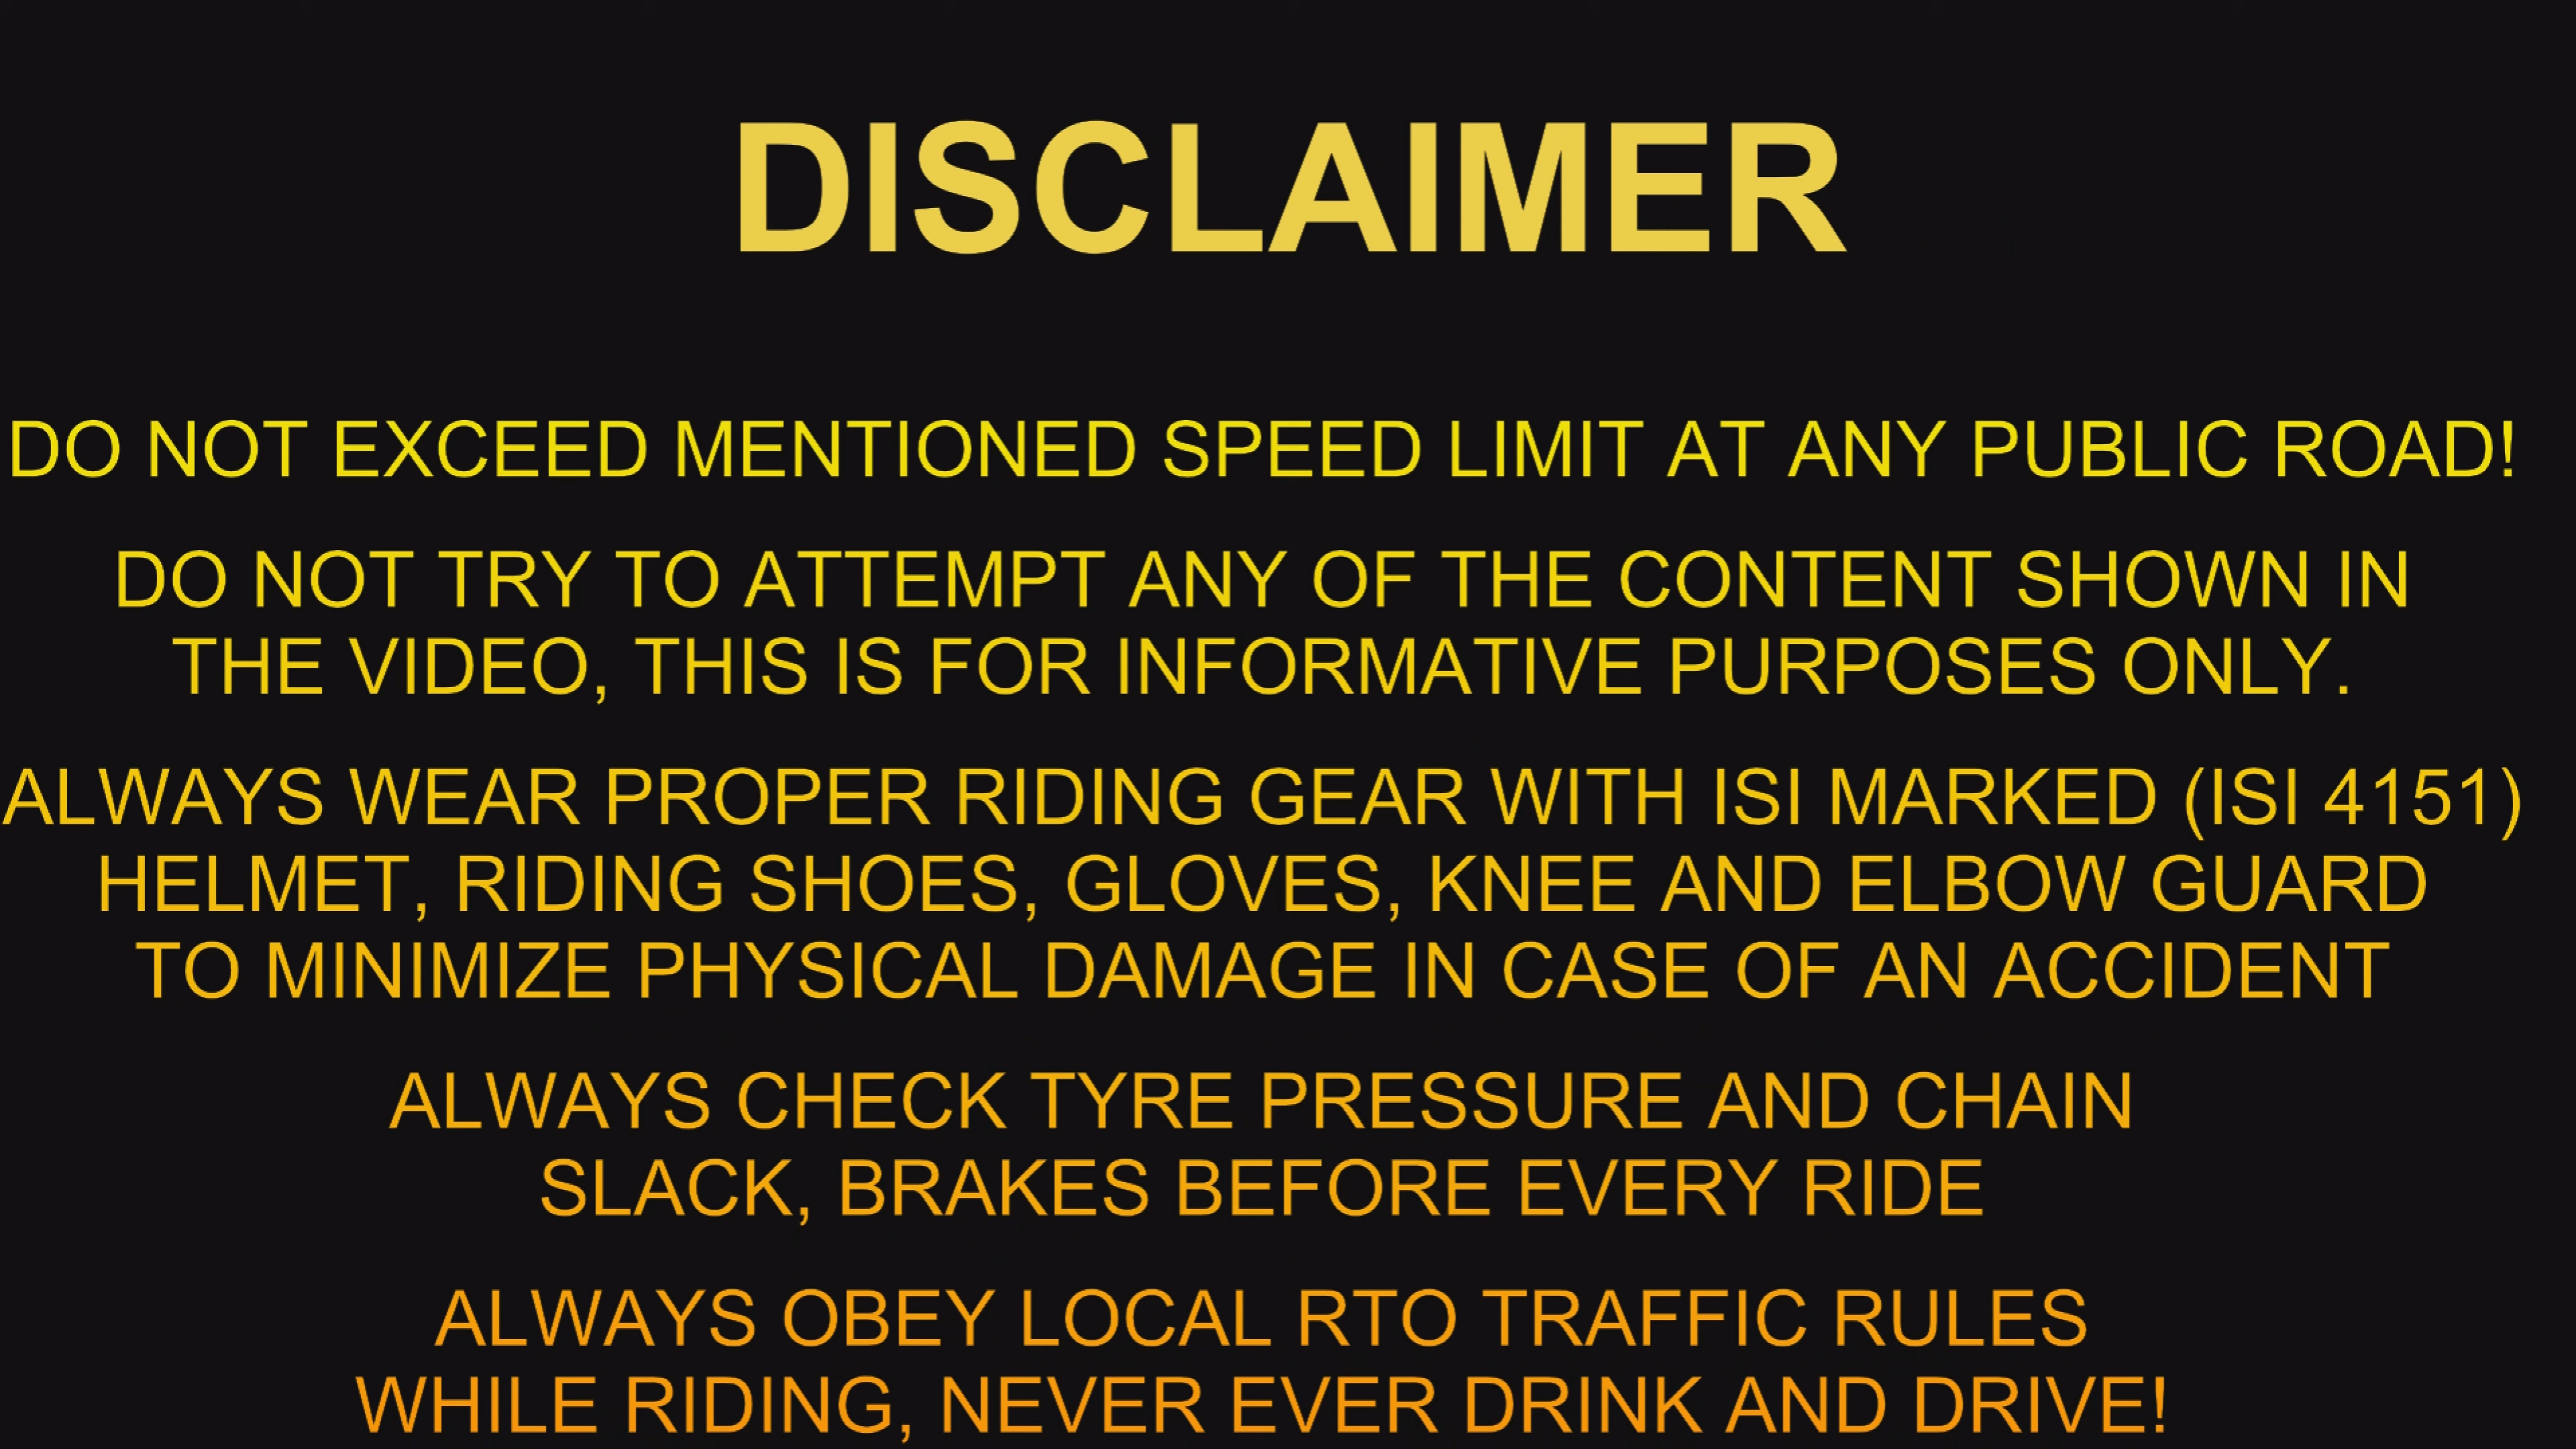 DISCLAIMER
DO NOT EXCEED MENTIONED SPEED LIMIT AT ANY PUBLIC ROAD!
DO NOT TRY TO ATTEMPT ANY OF THE CONTENT SHOWN IN
THE VIDEO, THIS IS FOR INFORMATIVE PURPOSES ONLY.
ALWAYS WEAR PROPER RIDING GEAR WITH ISI MARKED (ISI 4151)
HELMET, RIDING SHOES, GLOVES, KNEE AND ELBOW GUARD
TO MINIMIZE PHYSICAL DAMAGE IN CASE OF AN ACCIDENT
ALWAYS CHECK TYRE PRESSURE AND CHAIN
SLACK, BRAKES BEFORE EVERY RIDE
ALWAYS OBEY LOCAL RTO TRAFFIC RULES
WHILE RIDING, NEVER EVER DRINK AND DRIVE!